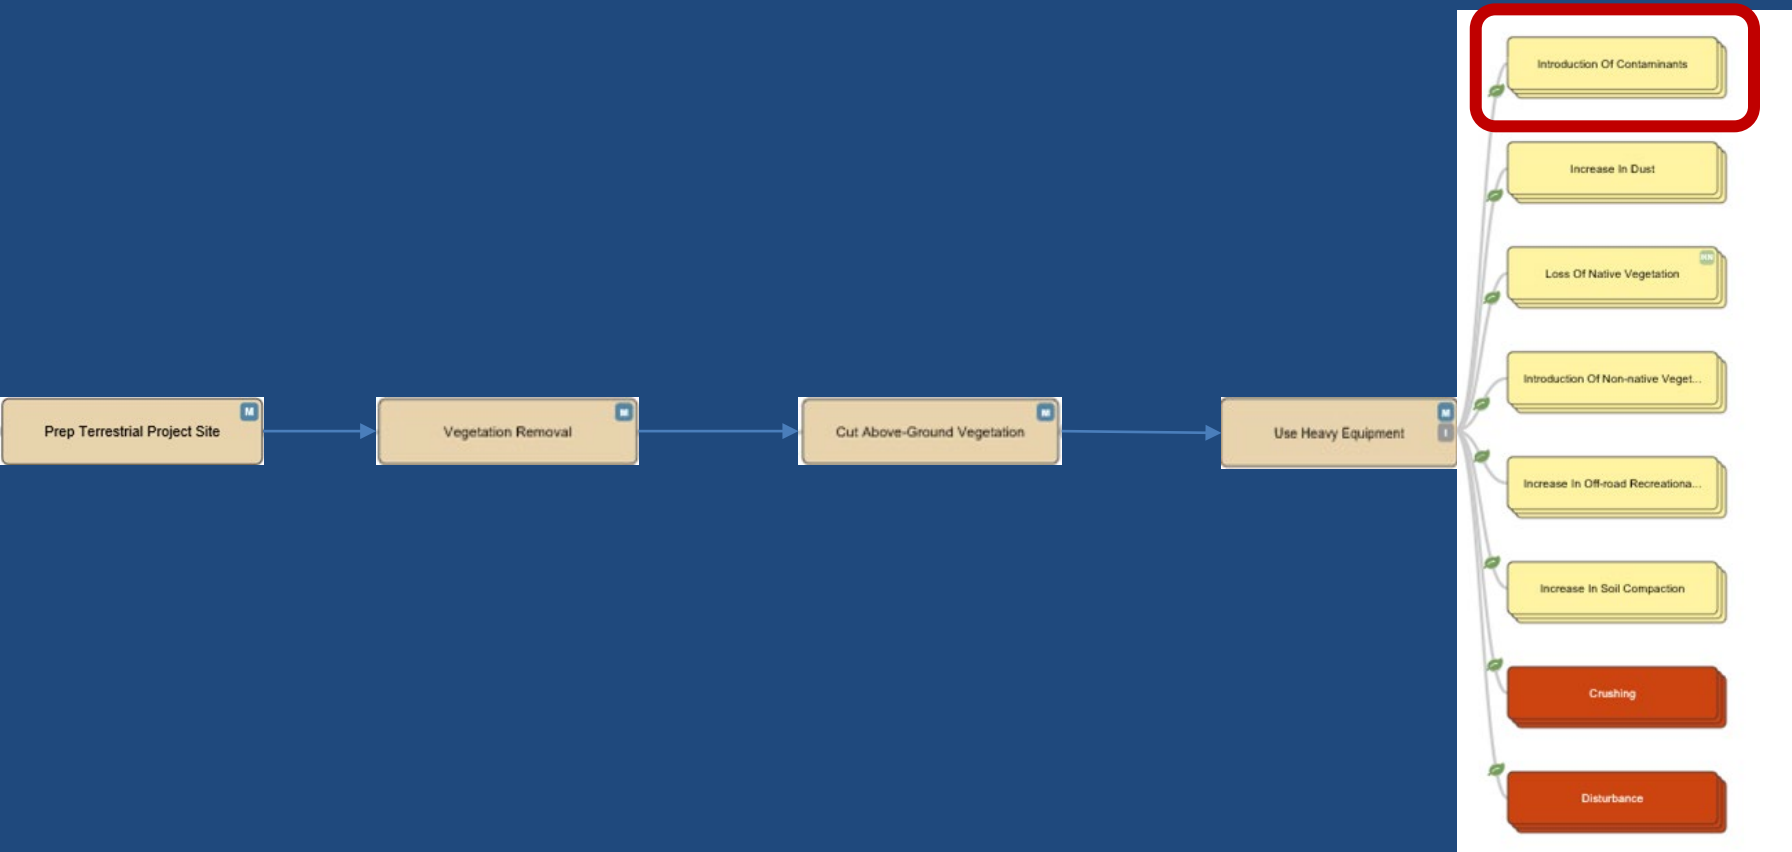 Prep Terrestrial Project Site
M
Vegetation Removal
M
Cut Above-Ground Vegetation
M
Use Heavy Equipment
M
I
Introduction Of Contaminants
Increase In Dust
Loss Of Native Vegetation
Introduction Of Non-native Veget...
Increase In Off-road Recreationa...
Increase In Soil Compaction
Crushing
Disturbance